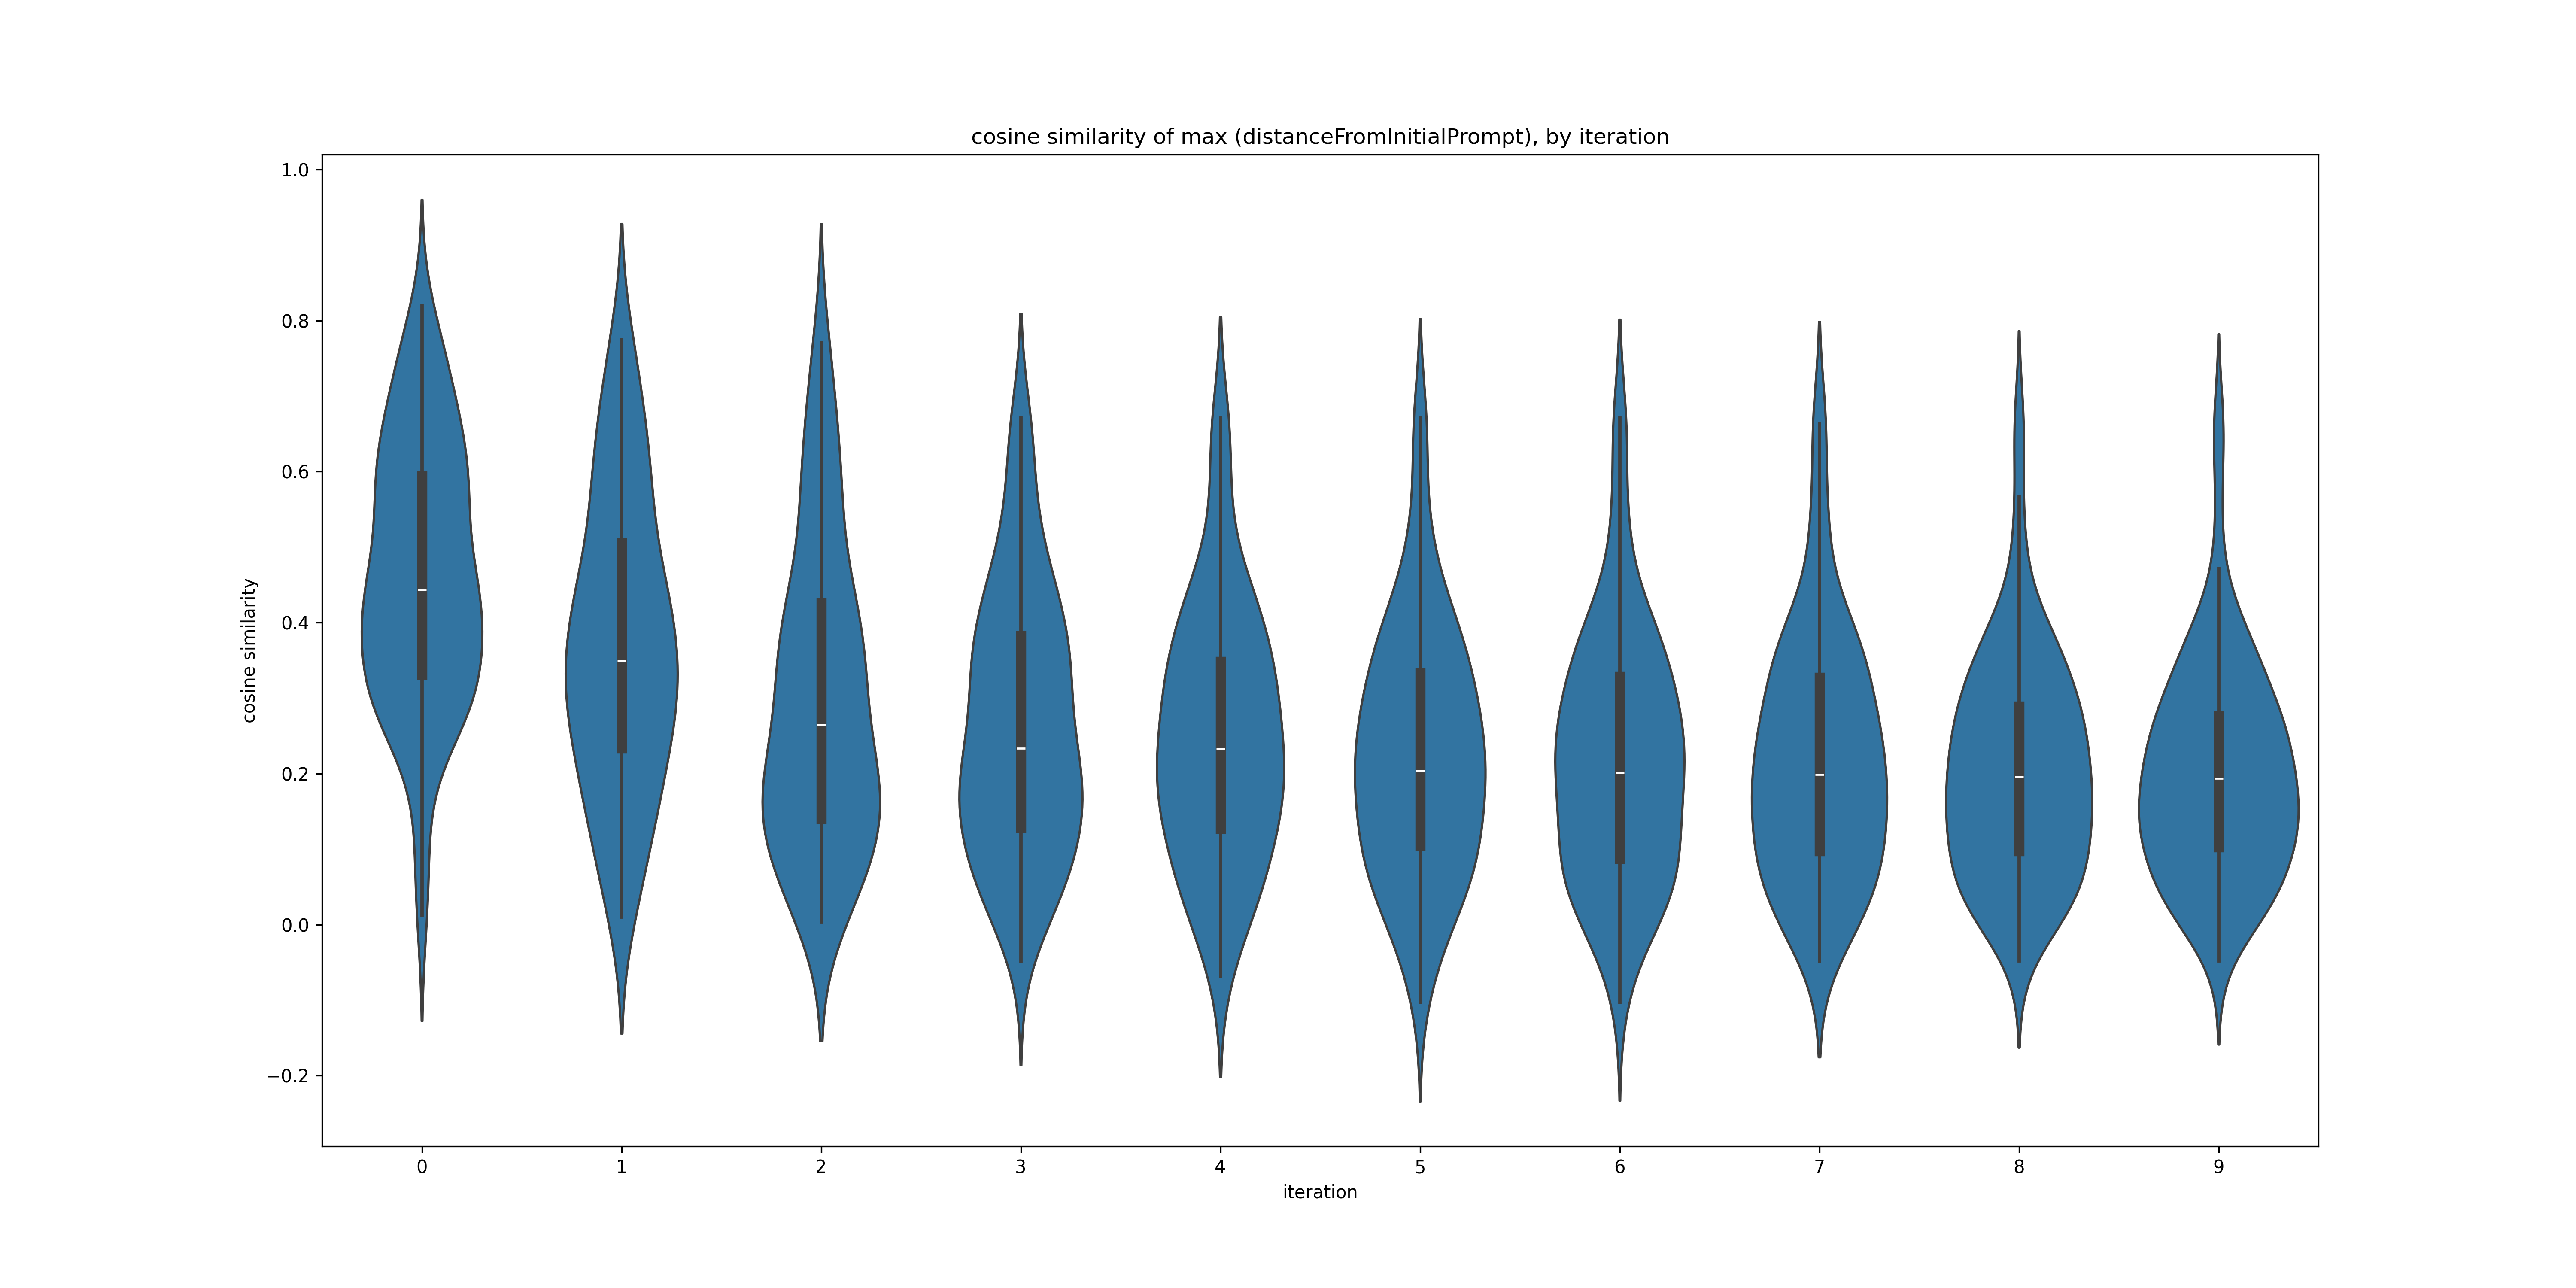 cosine similarity of max (distanceFromInitialPrompt), by iteration
1.0
0.8
0.6
0.4
0.2
0.0
−0.2
cosine similarity
0 1 2 3 4 5 6 7 8 9
iteration